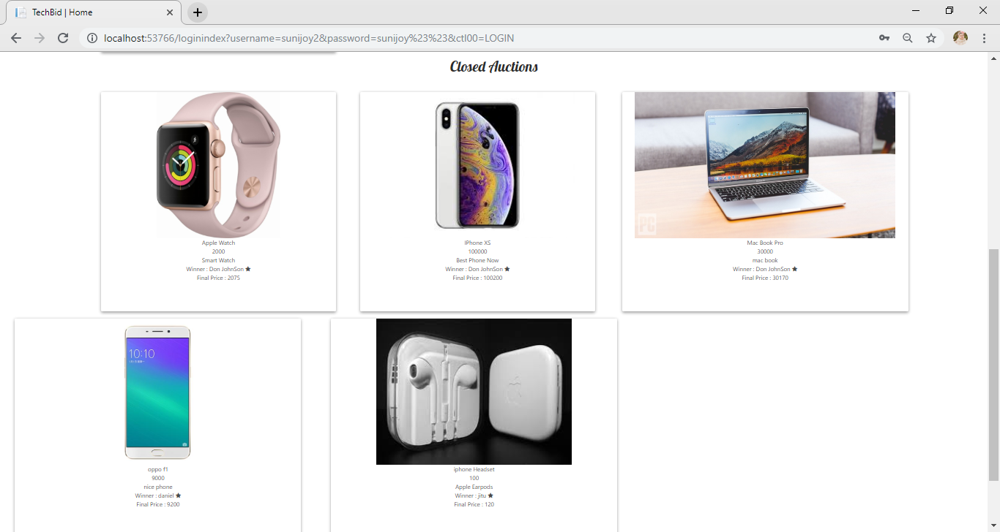 TechBid | Home
localhost:53766/loginindex?username=sunijoy2&password=sunijoy%23%23&ctl00=LOGIN
Closed Auctions
Apple Watch
2000
Smart Watch
Winner : Don JohnSon ★
Final Price : 2075
IPhone XS
100000
Best Phone Now
Winner : Don JohnSon ★
Final Price : 100200
PC
Mac Book Pro
30000
mac book
Winner : Don JohnSon ★
Final Price : 30170
10:10
oppo f1
9000
nice phone
Winner : daniel ★
Final Price : 9200
iphone Headset
100
Apple Earpods
Winner : jitu ★
Final Price : 120